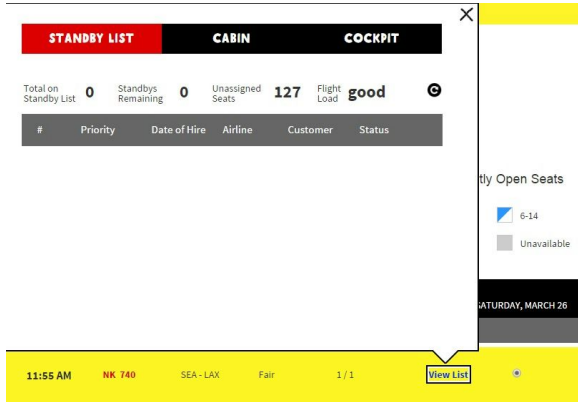 STANDBY LIST CABIN COCKPIT
Total on Standby List 0 Standbys Remaining 0 Unassigned Seats 127 Flight Load good
# Priority Date of Hire Airline Customer Status
tly Open Seats
6-14
Unavailable
SATURDAY, MARCH 26
11:55 AM NK 740 SEA - LAX Fair 1 / 1 View List